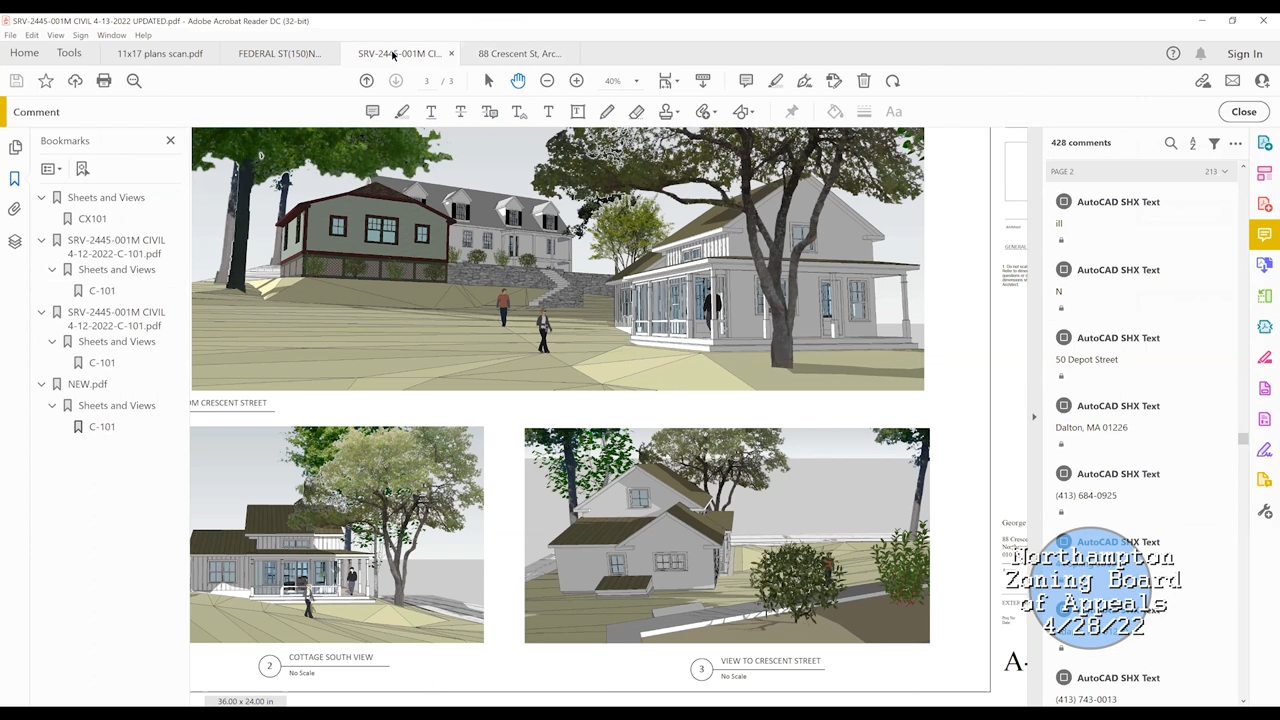 SRV-2445-001M CIVIL 4-13-2022 UPDATED.pdf - Adobe Acrobat Reader DC (32-bit)
File Edit View Sign Window Help
Home Tools 11x17 plans scan.pdf FEDERAL ST(150)N... SRV-2445-001M CI... 88 Crescent St, Arc... Sign In
3 / 3 40%
Comment Close
Bookmarks
Sheets and Views
CX101
SRV-2445-001M CIVIL
4-12-2022-C-101.pdf
Sheets and Views
C-101
SRV-2445-001M CIVIL
4-12-2022-C-101.pdf
Sheets and Views
C-101
NEW.pdf
Sheets and Views
C-101
OM CRESCENT STREET
2 COTTAGE SOUTH VIEW
No Scale
3 VIEW TO CRESCENT STREET
No Scale
36.00 x 24.00 in
Architect
GENERAL
George
88 Cresce
EXTER
A-
428 comments
PAGE 2 213
AutoCAD SHX Text
ill
AutoCAD SHX Text
N
AutoCAD SHX Text
50 Depot Street
AutoCAD SHX Text
Dalton, MA 01226
AutoCAD SHX Text
(413) 684-0925
AutoCAD SHX Text
AutoCAD SHX Text
(413) 743-0013
Northampton
Zoning Board
of Appeals
4/28/22